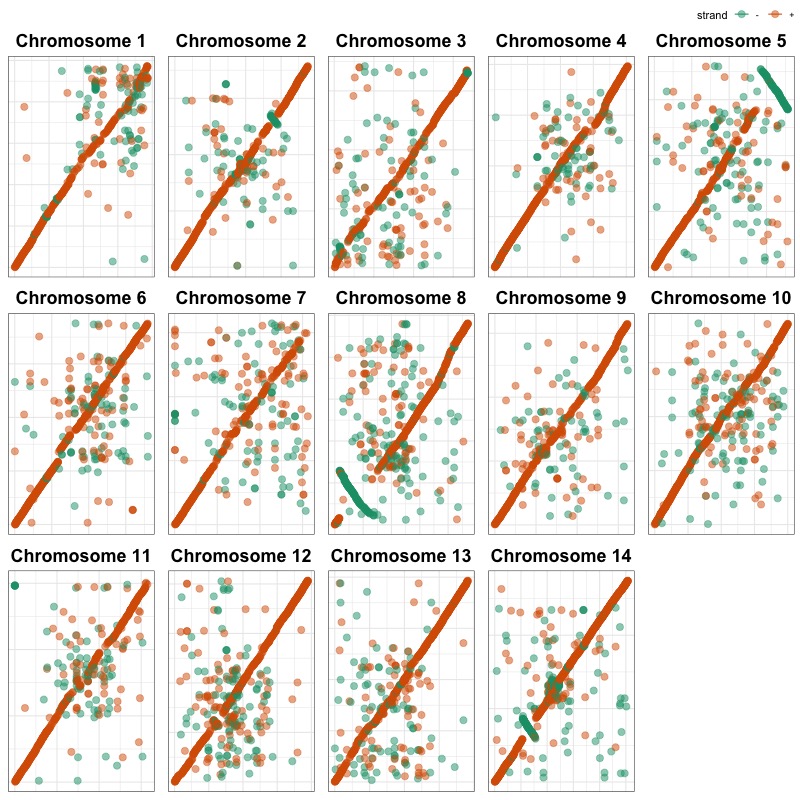 strand - +
Chromosome 1
Chromosome 2
Chromosome 3
Chromosome 4
Chromosome 5
Chromosome 6
Chromosome 7
Chromosome 8
Chromosome 9
Chromosome 10
Chromosome 11
Chromosome 12
Chromosome 13
Chromosome 14